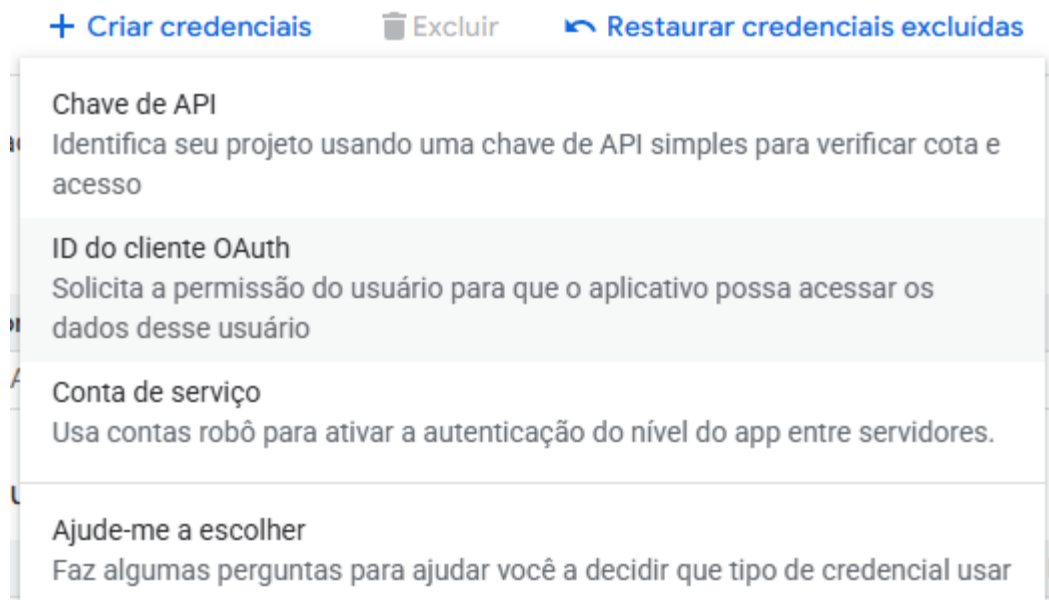 + Criar credenciais Excluir Restaurar credenciais excluídas
Chave de API
Identifica seu projeto usando uma chave de API simples para verificar cota e
acesso
ID do cliente OAuth
Solicita a permissão do usuário para que o aplicativo possa acessar os
dados desse usuário
Conta de serviço
Usa contas robô para ativar a autenticação do nível do app entre servidores.
Ajude-me a escolher
Faz algumas perguntas para ajudar você a decidir que tipo de credencial usar